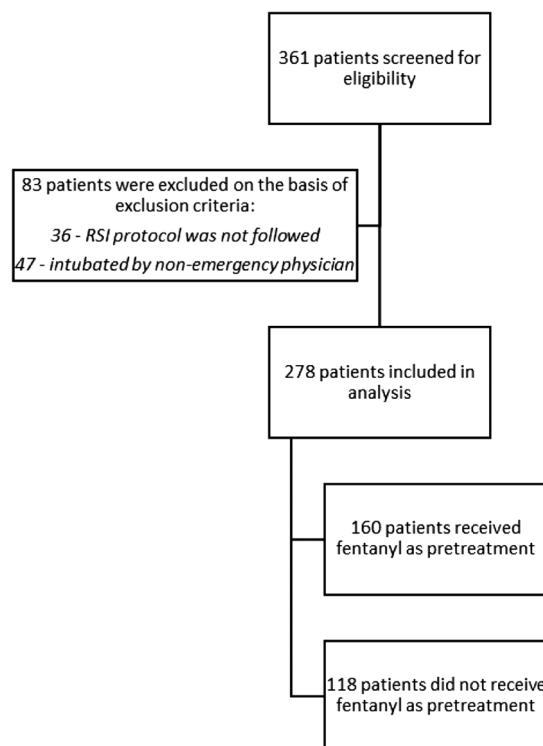 361 patients screened for
eligibility
83 patients were excluded on the basis of
exclusion criteria:
36 - RSI protocol was not followed
47 - intubated by non-emergency physician
278 patients included in
analysis
160 patients received
fentanyl as pretreatment
118 patients did not receive
fentanyl as pretreatment